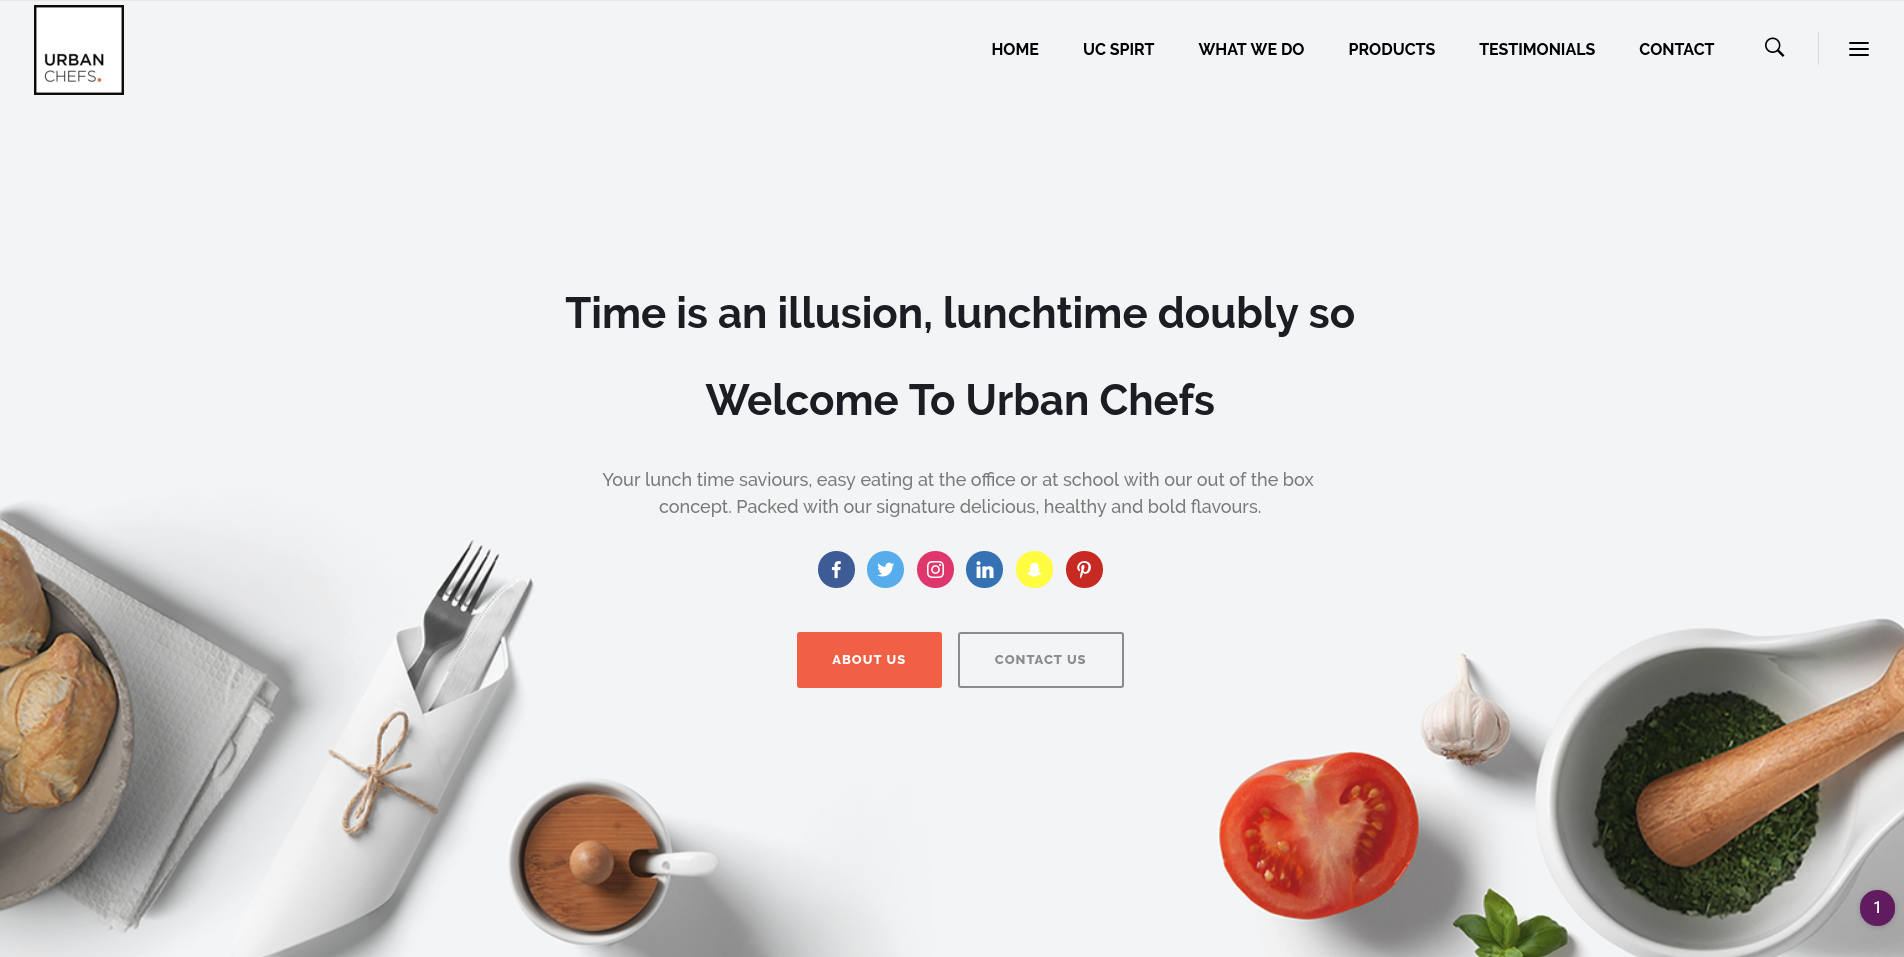 URBAN
CHEFS.
HOME UC SPIRT WHAT WE DO PRODUCTS TESTIMONIALS CONTACT
Time is an illusion, lunchtime doubly so
Welcome To Urban Chefs
Your lunch time saviours, easy eating at the office or at school with our out of the box
concept. Packed with our signature delicious, healthy and bold flavours.
ABOUT US CONTACT US
1